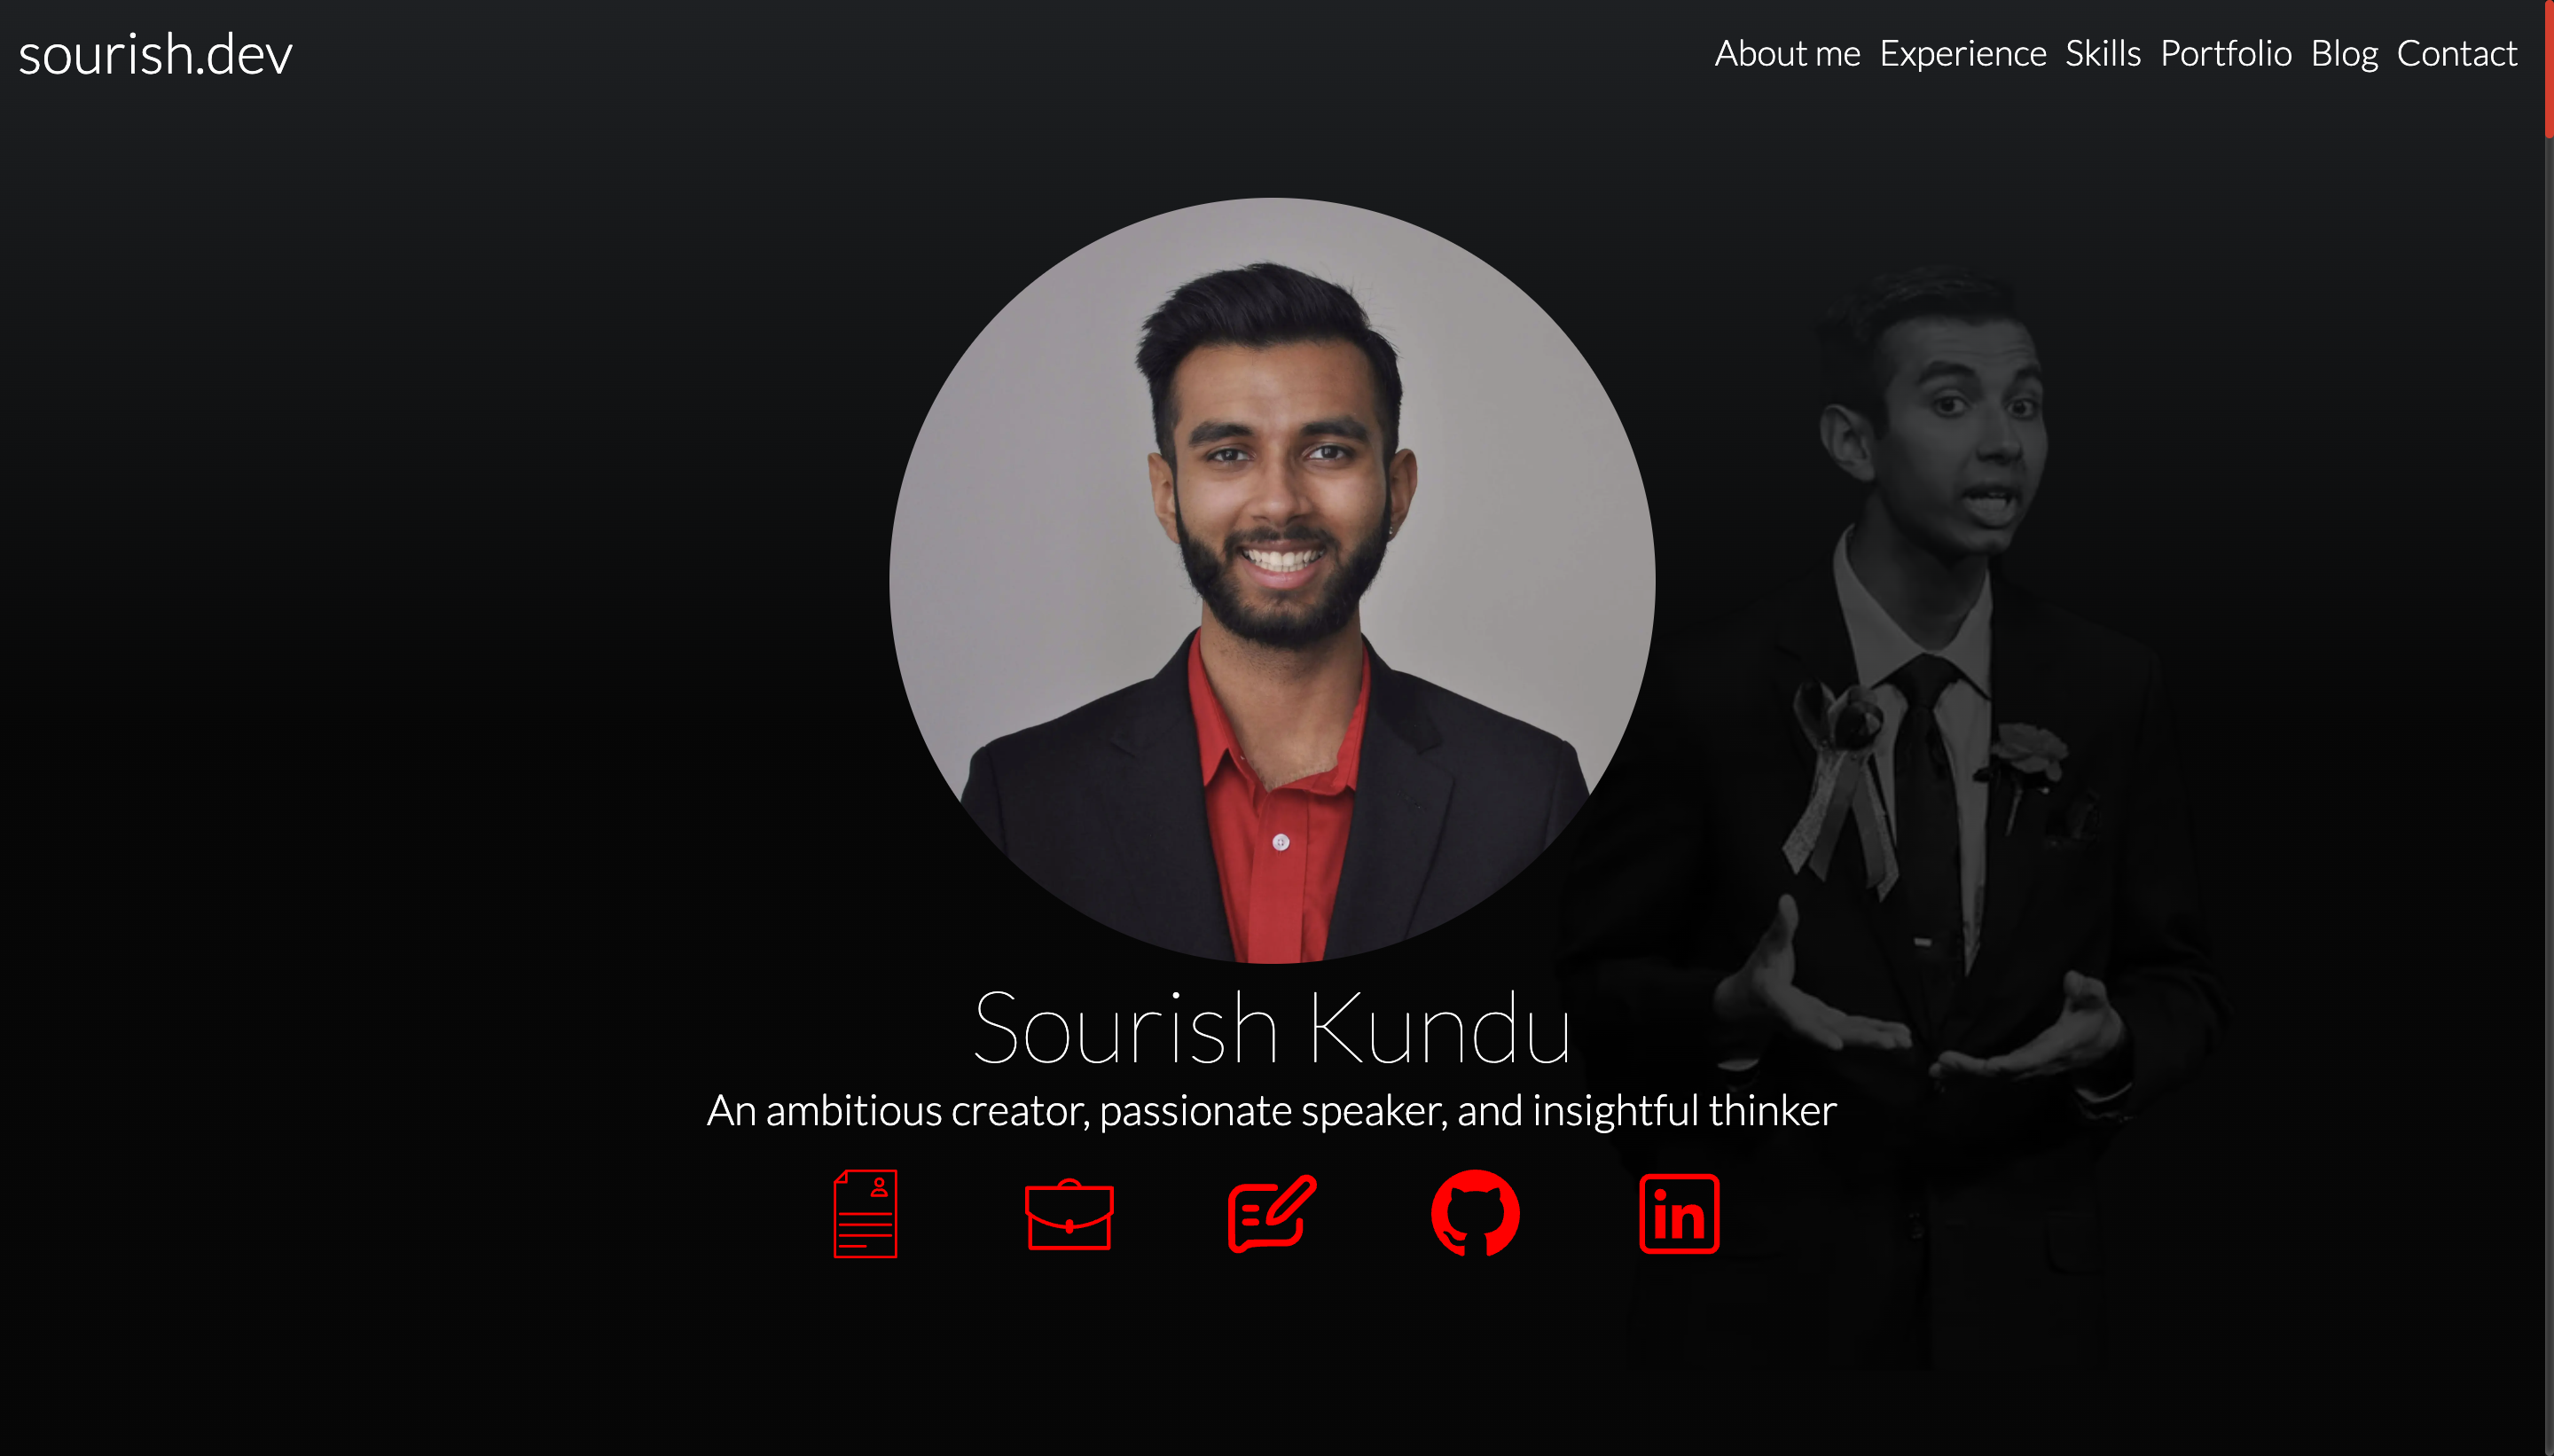 sourish.dev
About me Experience Skills Portfolio Blog Contact
Sourish Kundu
An ambitious creator, passionate speaker, and insightful thinker
in